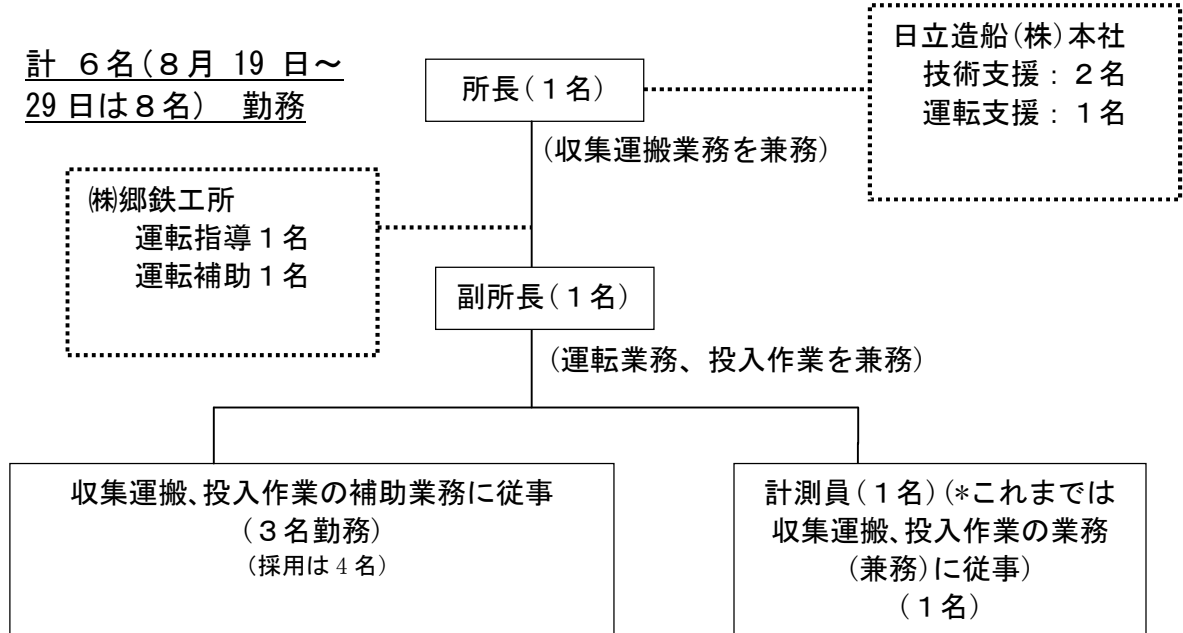 計 6名(8月 19 日～
29 日は8名) 勤務
所長(1名)
日立造船(株)本社
技術支援：2名
運転支援：1名
(収集運搬業務を兼務)
㈱郷鉄工所
運転指導1名
運転補助1名
副所長(1名)
(運転業務、投入作業を兼務)
収集運搬、投入作業の補助業務に従事
(3名勤務)
(採用は 4 名)
計測員(1名)(*これまでは
収集運搬、投入作業の業務
(兼務)に従事)
(1名)